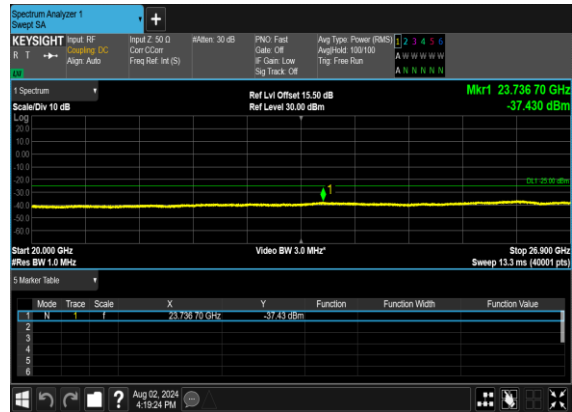 Spectrum Analyzer 1
Swept SA
+
KEYSIGHT Input: RF Input Z: 50 Ω #Atten: 30 dB PNO: Fast Avg Type: Power (RMS) 1 2 3 4 5 6
R T Coupling: DC Corr CCorr Gate: Off Avg|Hold: 100/100 A W W W W W
Align: Auto Freq Ref: Int (S) IF Gain: Low Trig: Free Run
Sig Track: Off A N N N N N
1 Spectrum Ref Lvl Offset 15.50 dB Mkr1 23.736 70 GHz
Scale/Div 10 dB Ref Level 30.00 dBm -37.430 dBm
Log
20.0
10.0
0.00
-10.0
-20.0
DL1 -25.00 dBm
-30.0
1
-40.0
-50.0
-60.0
Start 20.000 GHz Video BW 3.0 MHz* Stop 26.900 GHz
#Res BW 1.0 MHz Sweep 13.3 ms (40001 pts)
5 Marker Table
Mode Trace Scale X Y Function Function Width Function Value
1 N 1 f 23.736 70 GHz -37.43 dBm
2
3
4
5
6
? Aug 02, 2024
4:19:24 PM